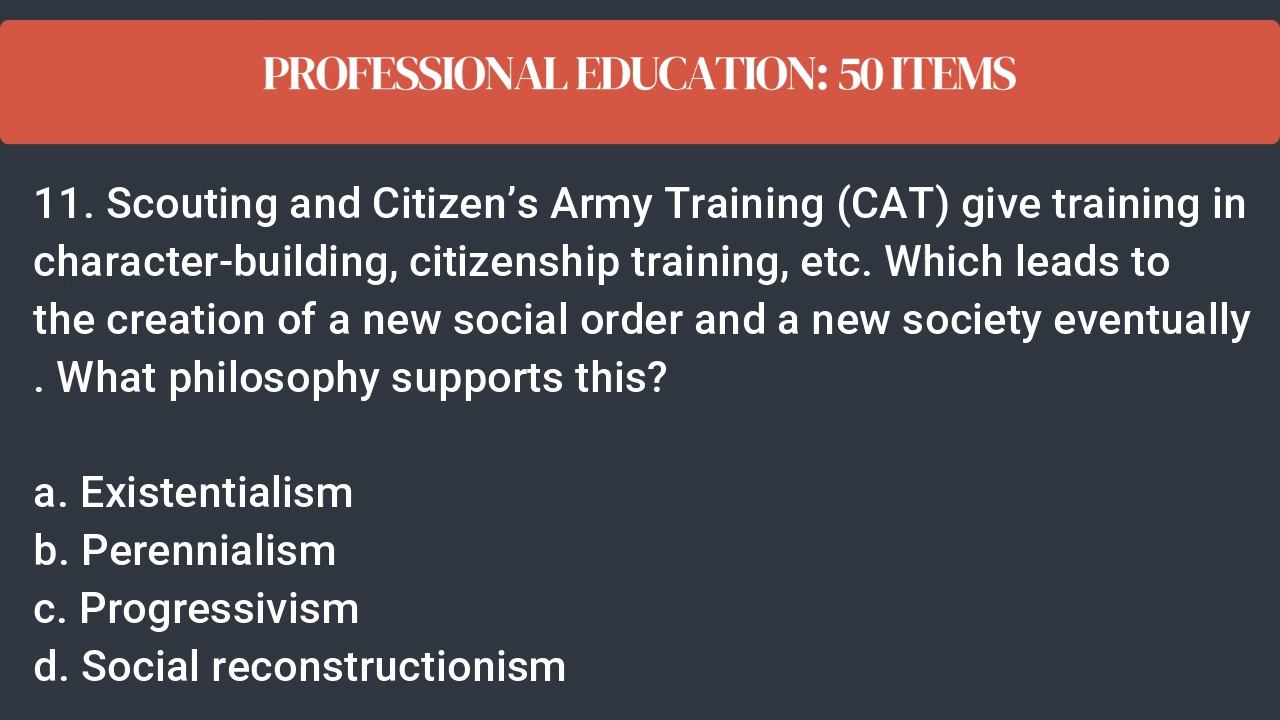 PROFESSIONAL EDUCATION: 50 ITEMS
11. Scouting and Citizen’s Army Training (CAT) give training in
character-building, citizenship training, etc. Which leads to
the creation of a new social order and a new society eventually
. What philosophy supports this?
a. Existentialism
b. Perennialism
c. Progressivism
d. Social reconstructionism